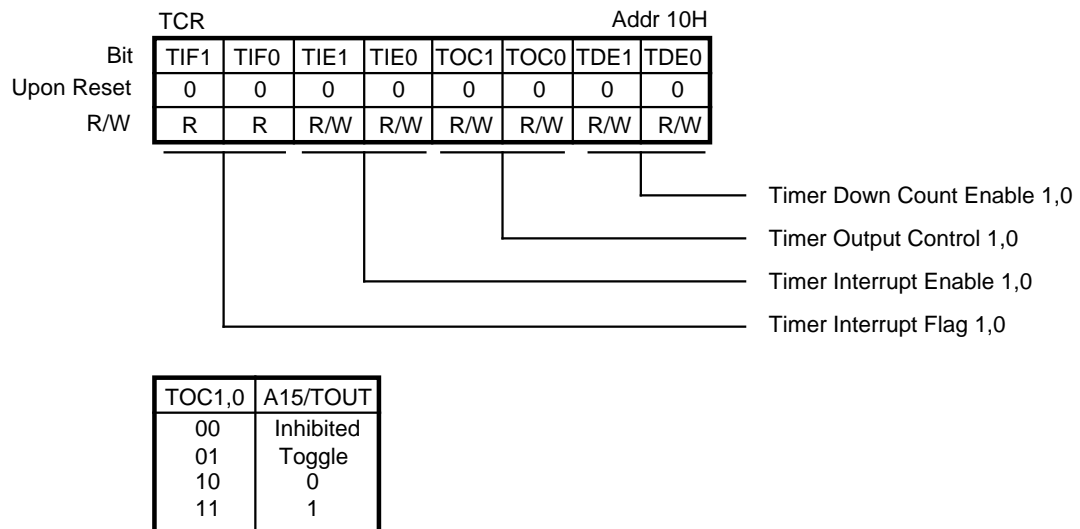 TCR Addr 10H
Bit TIF1 TIF0 TIE1 TIE0 TOC1 TOC0 TDE1 TDE0
Upon Reset 0 0 0 0 0 0 0 0
R/W R R R/W R/W R/W R/W R/W R/W
Timer Down Count Enable 1,0
Timer Output Control 1,0
Timer Interrupt Enable 1,0
Timer Interrupt Flag 1,0
TOC1,0 A15/TOUT
00 Inhibited
01 Toggle
10 0
11 1